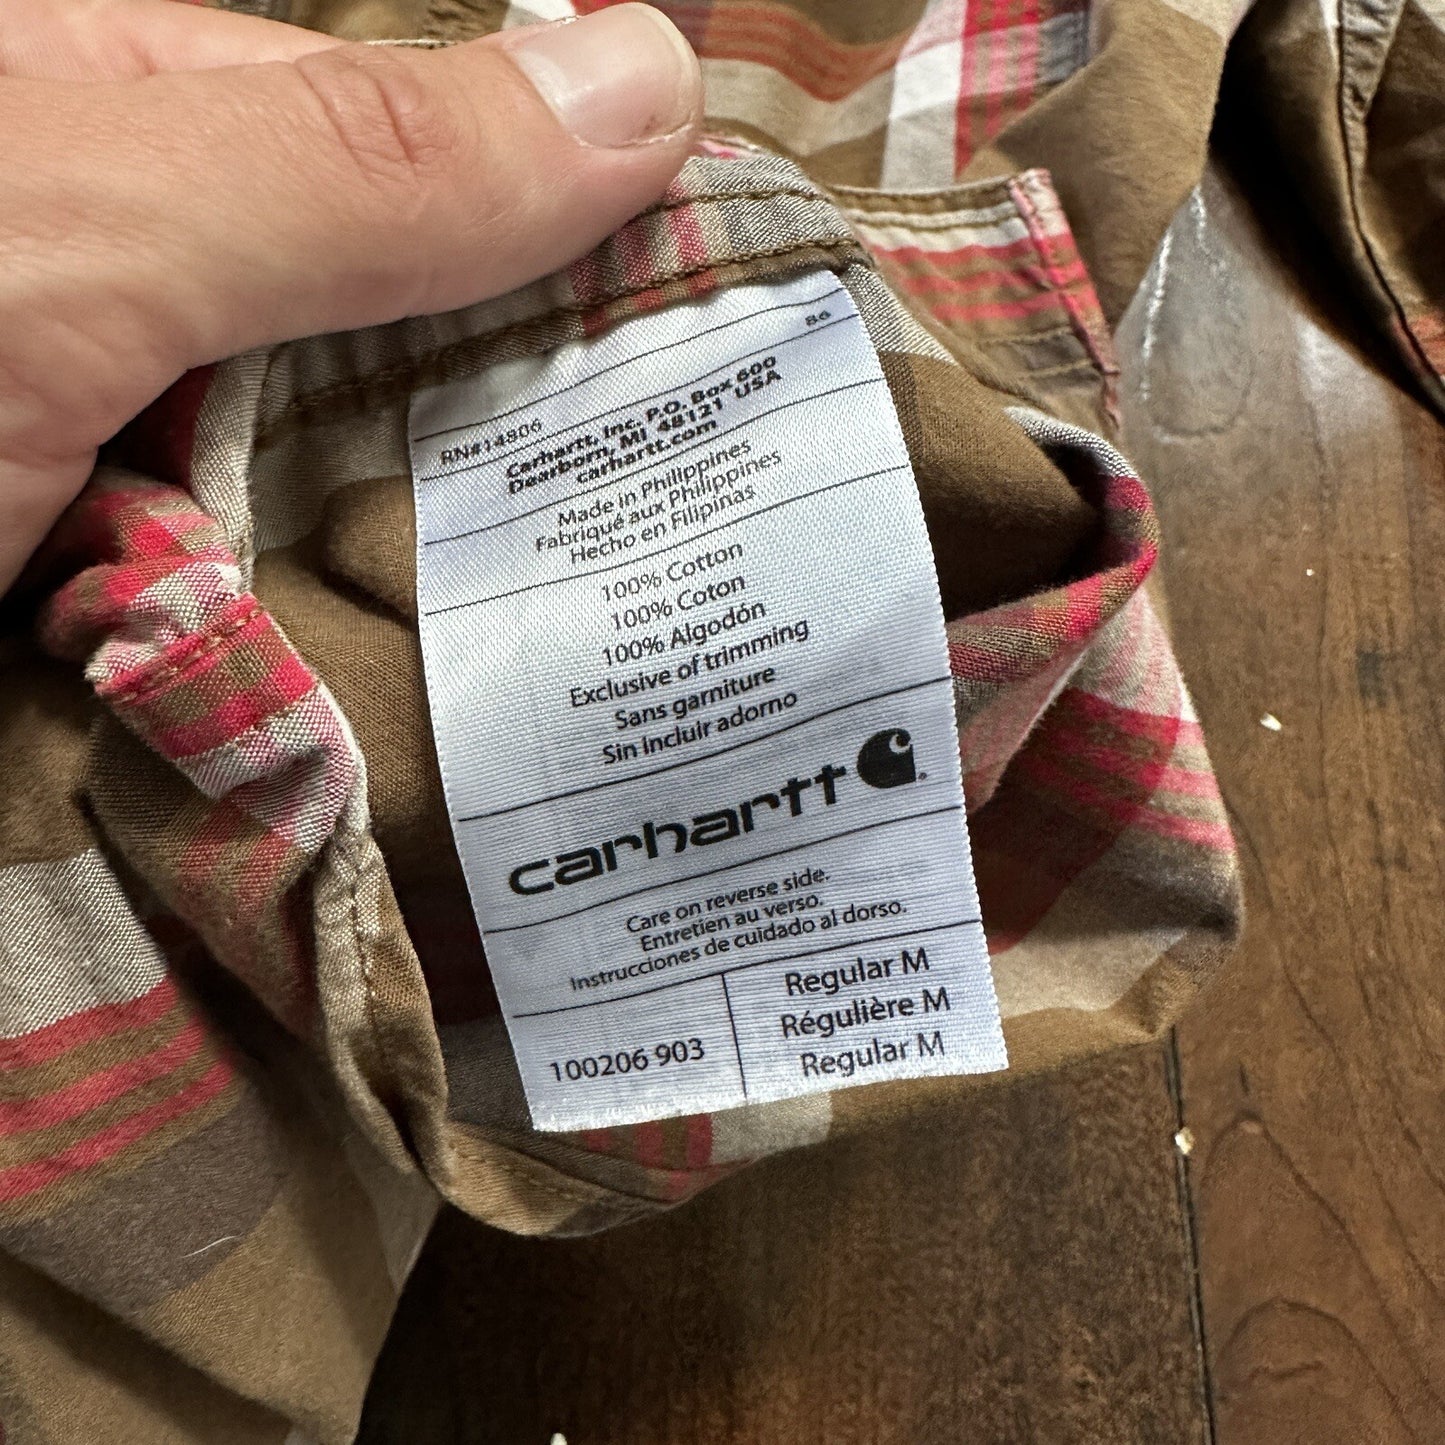 86
RN#14806
Carhartt, Inc. P.O. Box 600
Dearborn, MI 48121 USA
carhartt.com
Made in Philippines
Fabriqué aux Philippines
Hecho en Filipinas
100% Cotton
100% Coton
100% Algodón
Exclusive of trimming
Sans garniture
Sin incluir adorno
carhartt
Care on reverse side.
Entretien au verso.
Instrucciones de cuidado al dorso.
100206 903
Regular M
Régulière M
Regular M